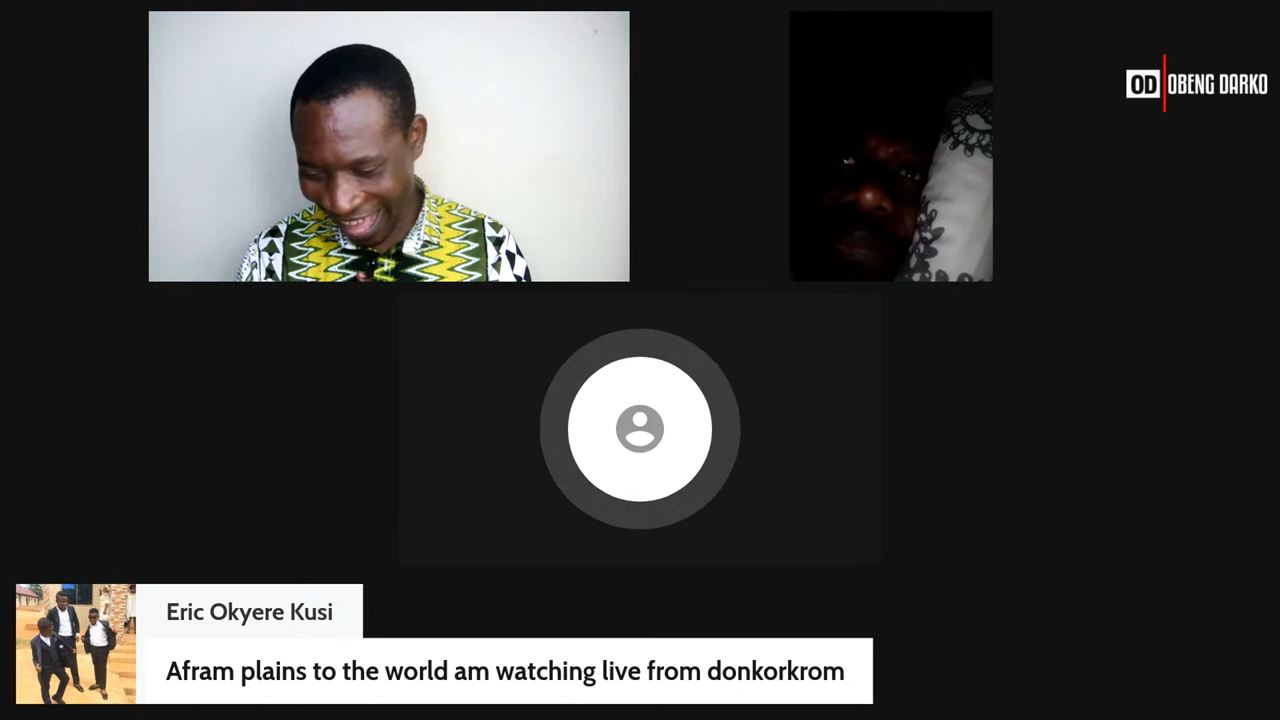 OD OBENG DARKO
Eric Okyere Kusi
Afram plains to the world am watching live from donkorkrom